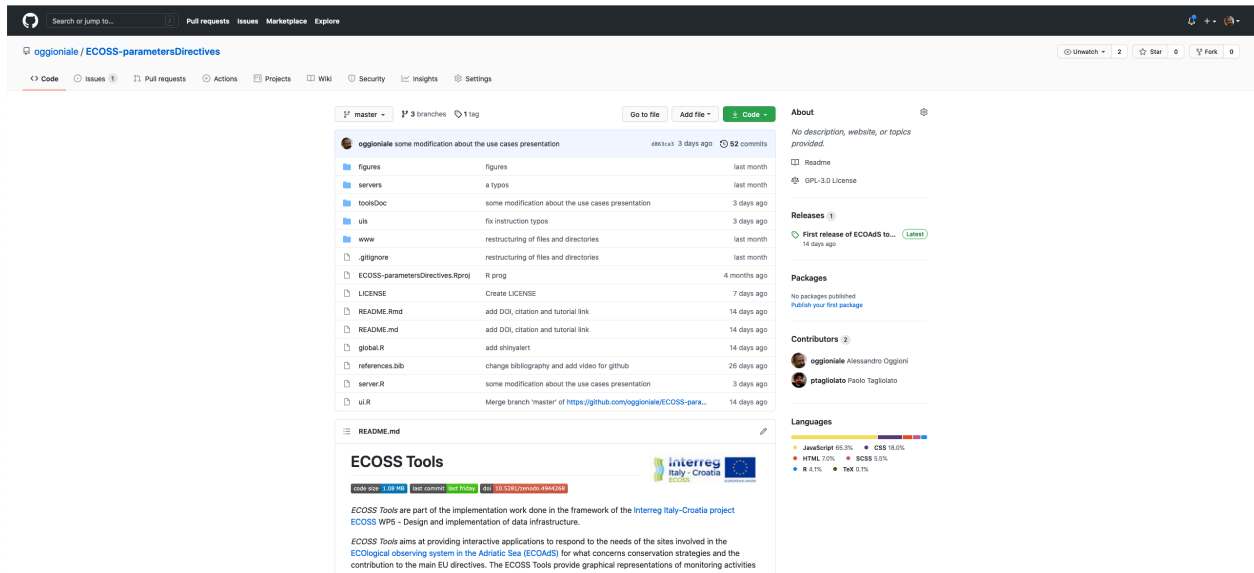 Search or jump to... / Pull requests Issues Marketplace Explore
oggioniale / ECOSS-parametersDirectives Unwatch 2 Star 0 Fork 0
Code Issues 1 Pull requests Actions Projects Wiki Security Insights Settings
master 3 branches 1 tag Go to file Add file Code
oggioniale some modification about the use cases presentation d863ca3 3 days ago 52 commits
figures figures last month
servers a typos last month
toolsDoc some modification about the use cases presentation 3 days ago
uis fix instruction typos 3 days ago
www restructuring of files and directories last month
.gitignore restructuring of files and directories last month
ECOSS-parametersDirectives.Rproj R prog 4 months ago
LICENSE Create LICENSE 7 days ago
README.Rmd add DOI, citation and tutorial link 14 days ago
README.md add DOI, citation and tutorial link 14 days ago
global.R add shinyalert 14 days ago
references.bib change bibliography and add video for github 26 days ago
server.R some modification about the use cases presentation 3 days ago
ui.R Merge branch 'master' of https://github.com/oggioniale/ECOSS-para... 14 days ago
README.md
ECOSS Tools
Interreg
Italy - Croatia
ECOSS
EUROPEAN UNION
code size 1.08 MB last commit last friday doi 10.5281/zenodo.4944268
ECOSS Tools are part of the implementation work done in the framework of the Interreg Italy-Croatia project
ECOSS WP5 - Design and implementation of data infrastructure.
ECOSS Tools aims at providing interactive applications to respond to the needs of the sites involved in the
ECOlogical observing system in the Adriatic Sea (ECOAdS) for what concerns conservation strategies and the
contribution to the main EU directives. The ECOSS Tools provide graphical representations of monitoring activities
About
No description, website, or topics
provided.
Readme
GPL-3.0 License
Releases 1
First release of ECOAdS to... Latest
14 days ago
Packages
No packages published
Publish your first package
Contributors 2
oggioniale Alessandro Oggioni
ptagliolato Paolo Tagliolato
Languages
JavaScript 65.3% CSS 18.0%
HTML 7.0% SCSS 5.5%
R 4.1% TeX 0.1%